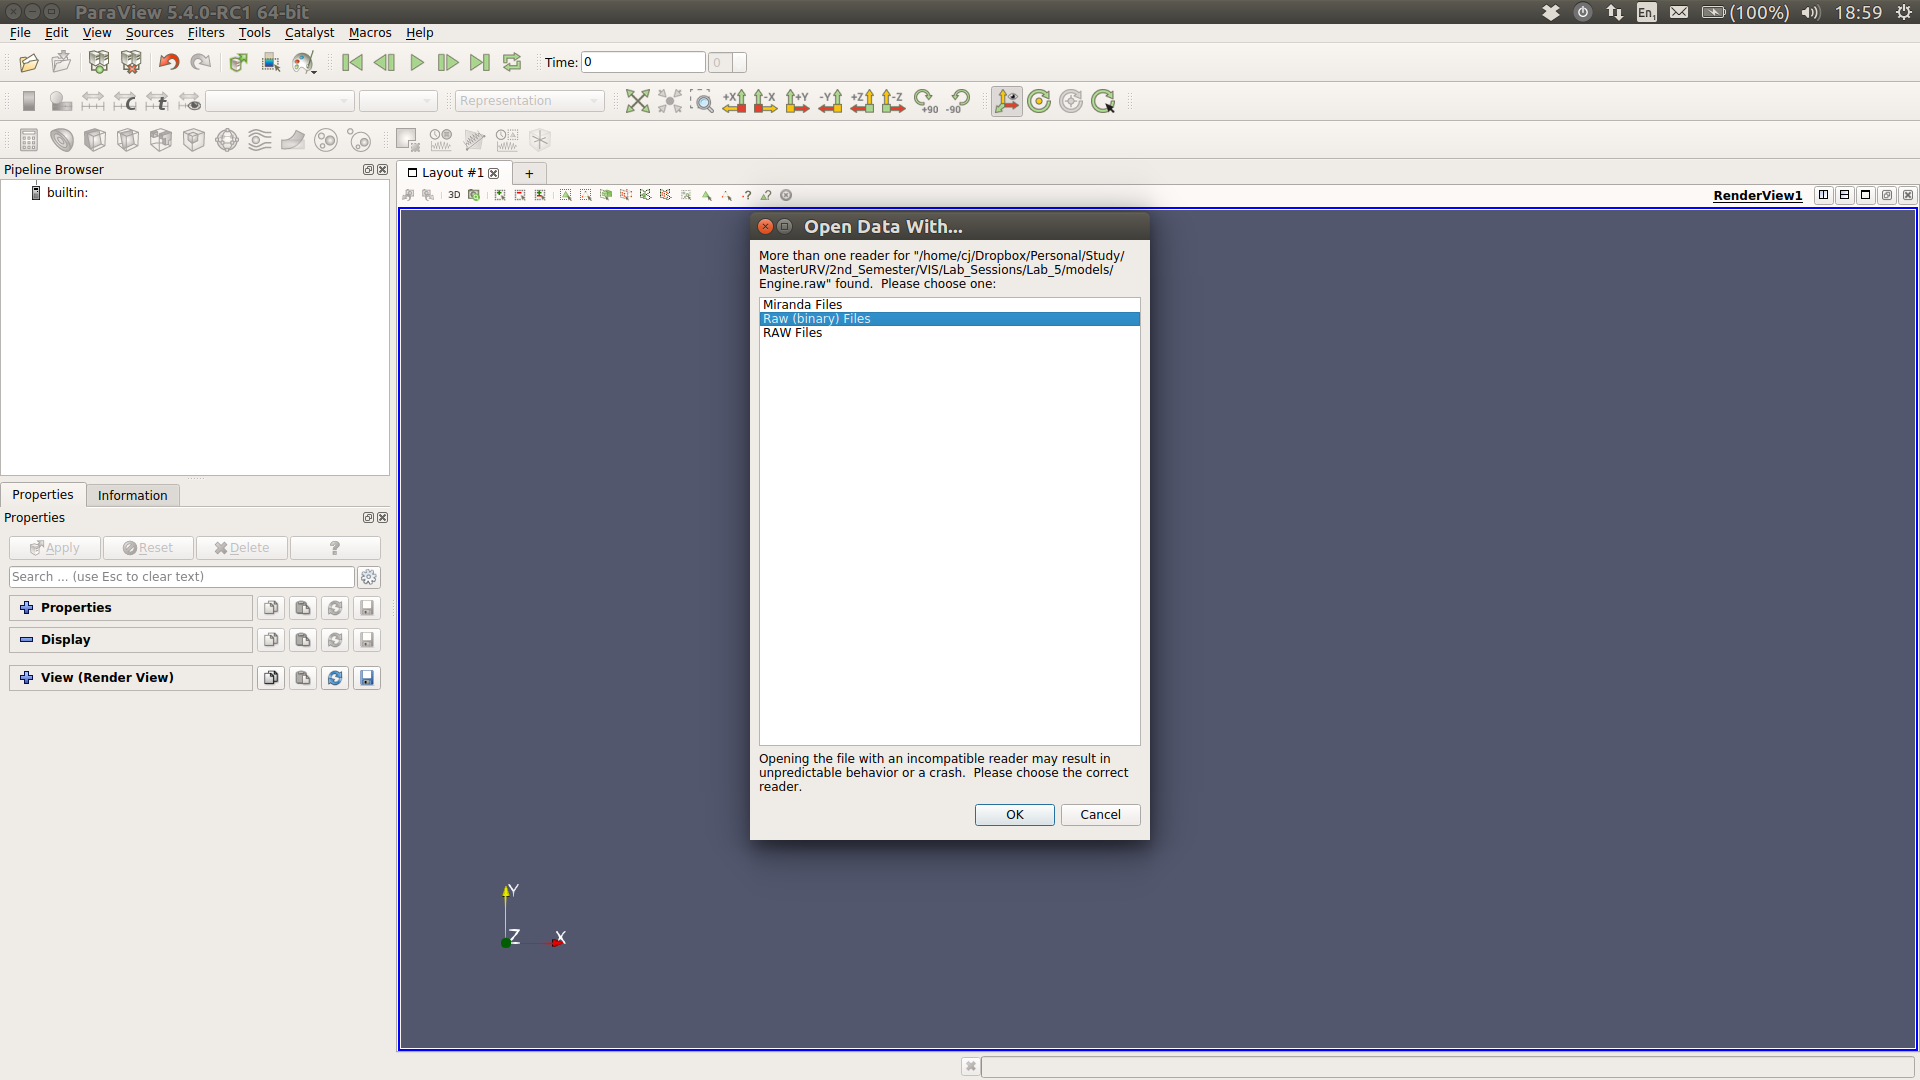 ParaView 5.4.0-RC1 64-bit
En1
(100%)
18:59
File Edit View Sources Filters Tools Catalyst Macros Help
Time: 0
0
Representation
+X -X +Y -Y +Z -Z +90 -90
Pipeline Browser
builtin:
Layout #1
+
3D
RenderView1
Open Data With...
More than one reader for "/home/cj/Dropbox/Personal/Study/
MasterURV/2nd_Semester/VIS/Lab_Sessions/Lab_5/models/
Engine.raw" found.  Please choose one:
Miranda Files
Raw (binary) Files
RAW Files
Opening the file with an incompatible reader may result in
unpredictable behavior or a crash.  Please choose the correct
reader.
OK Cancel
Properties Information
Properties
Apply Reset Delete ?
Search ... (use Esc to clear text)
Properties
Display
View (Render View)
Y
Z X